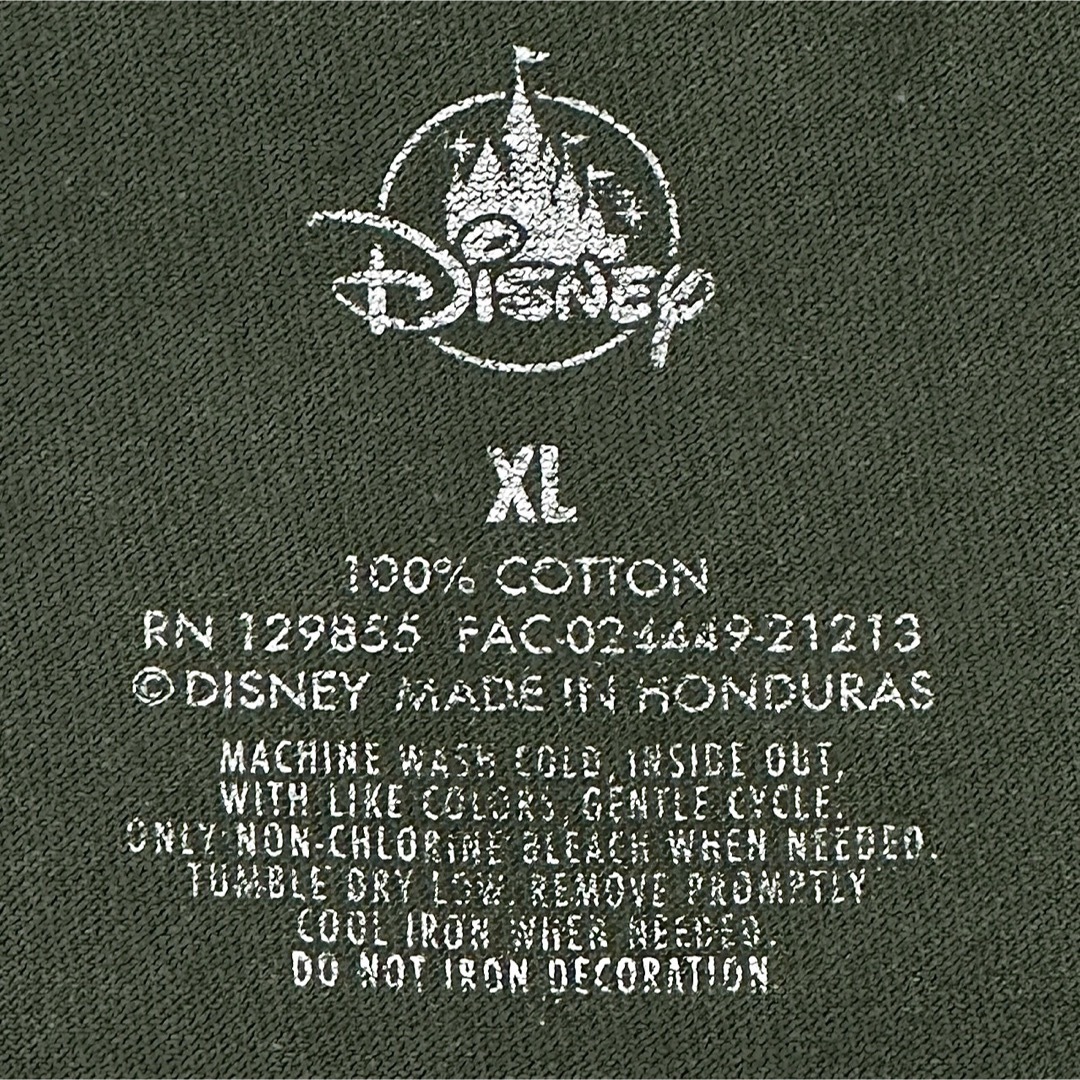 Disney
XL
100% COTTON
RN 129855 FAC-024449-21213
©DISNEY MADE IN HONDURAS
MACHINE WASH COLD, INSIDE OUT,
WITH LIKE COLORS, GENTLE CYCLE.
ONLY NON-CHLORINE BLEACH WHEN NEEDED.
TUMBLE DRY LOW. REMOVE PROMPTLY
COOL IRON WHEN NEEDED.
DO NOT IRON DECORATION